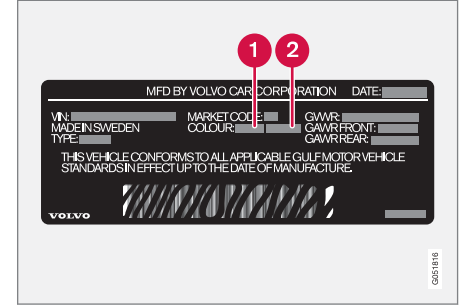 1 2
MFD BY VOLVO CAR CORPORATION DATE:
VIN: MARKET CODE: GVWR:
MADE IN SWEDEN COLOUR: GAWR FRONT:
TYPE: GAWR REAR:
THIS VEHICLE CONFORMS TO ALL APPLICABLE GULF MOTOR VEHICLE
STANDARDS IN EFFECT UP TO THE DATE OF MANUFACTURE.
VOLVO
G051816